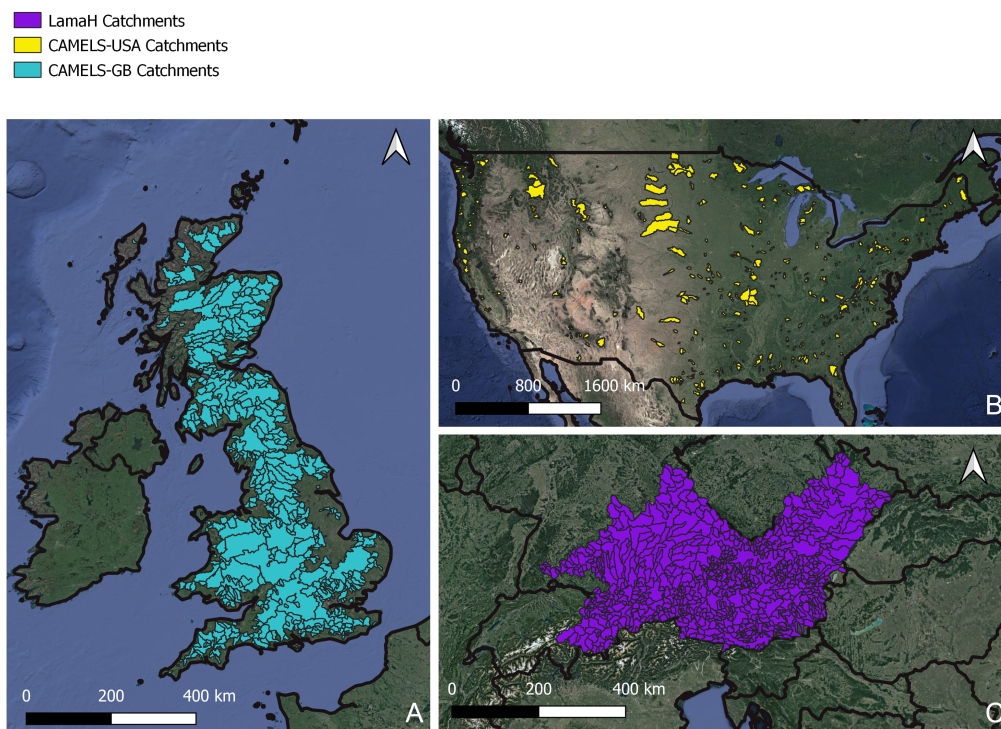 LamaH Catchments
CAMELS-USA Catchments
CAMELS-GB Catchments
0 200 400 km
A
0 800 1600 km
B
0 200 400 km
C